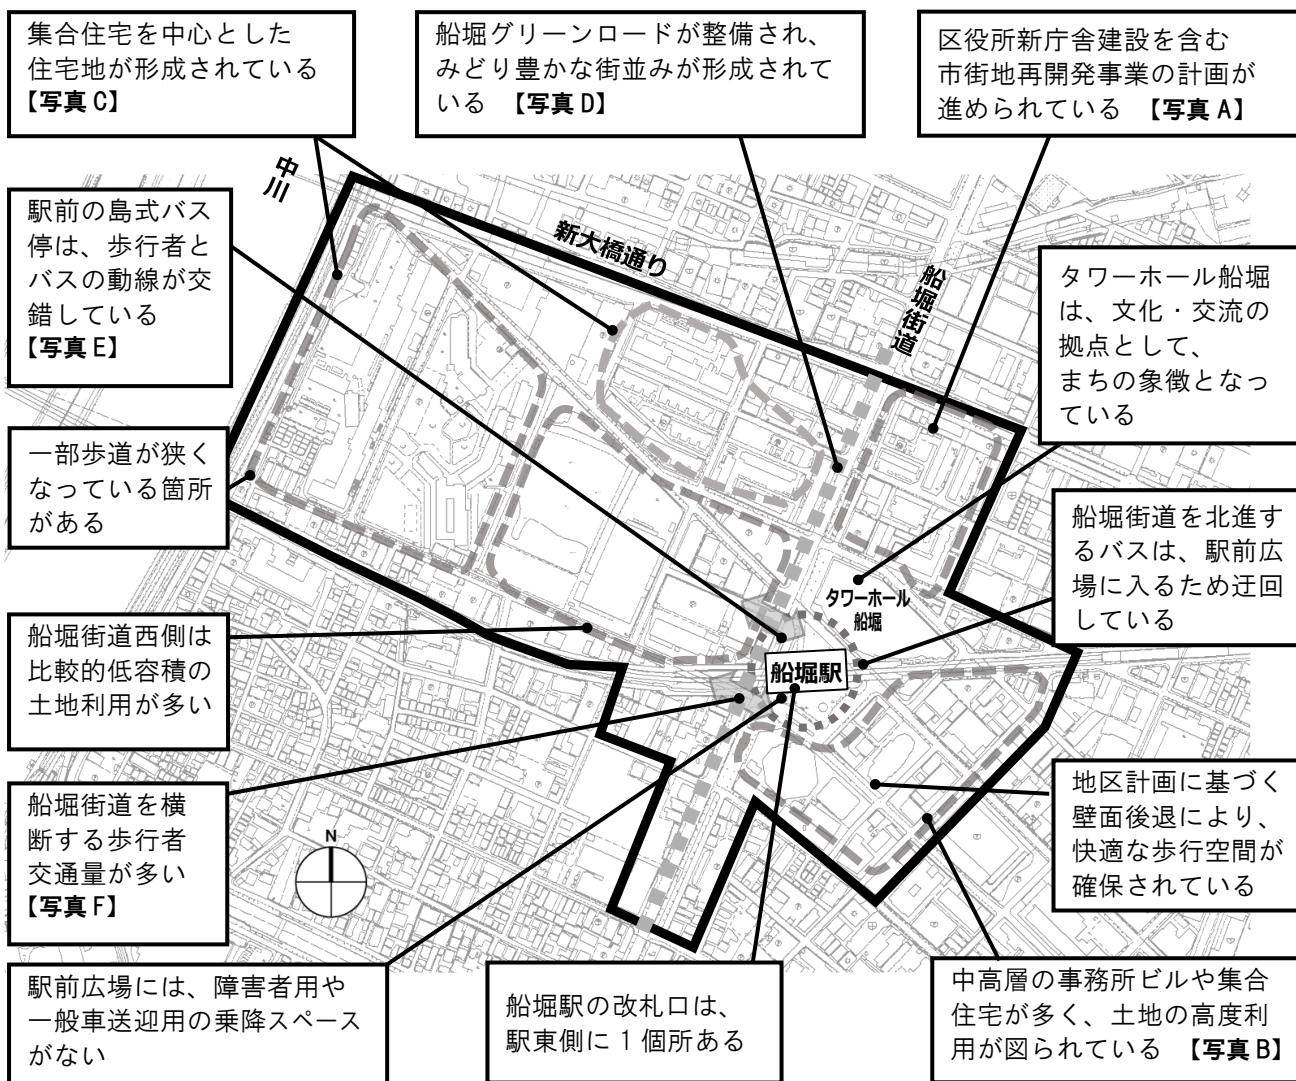 集合住宅を中心とした
住宅地が形成されている
【写真 C】
船堀グリーンロードが整備され、
みどり豊かな街並みが形成されて
いる 【写真 D】
区役所新庁舎建設を含む
市街地再開発事業の計画が
進められている 【写真 A】
中川
新大橋通り
船堀街道
駅前の島式バス
停は、歩行者と
バスの動線が交
錯している
【写真 E】
タワーホール船堀
は、文化・交流の
拠点として、
まちの象徴となっ
ている
一部歩道が狭く
なっている箇所
がある
船堀街道を北進す
るバスは、駅前広
場に入るため迂回
している
タワーホール
船堀
船堀駅
船堀街道西側は
比較的低容積の
土地利用が多い
船堀街道を横
断する歩行者
交通量が多い
【写真 F】
N
地区計画に基づく
壁面後退により、
快適な歩行空間が
確保されている
駅前広場には、障害者用や
一般車送迎用の乗降スペース
がない
船堀駅の改札口は、
駅東側に 1 個所ある
中高層の事務所ビルや集合
住宅が多く、土地の高度利
用が図られている 【写真 B】